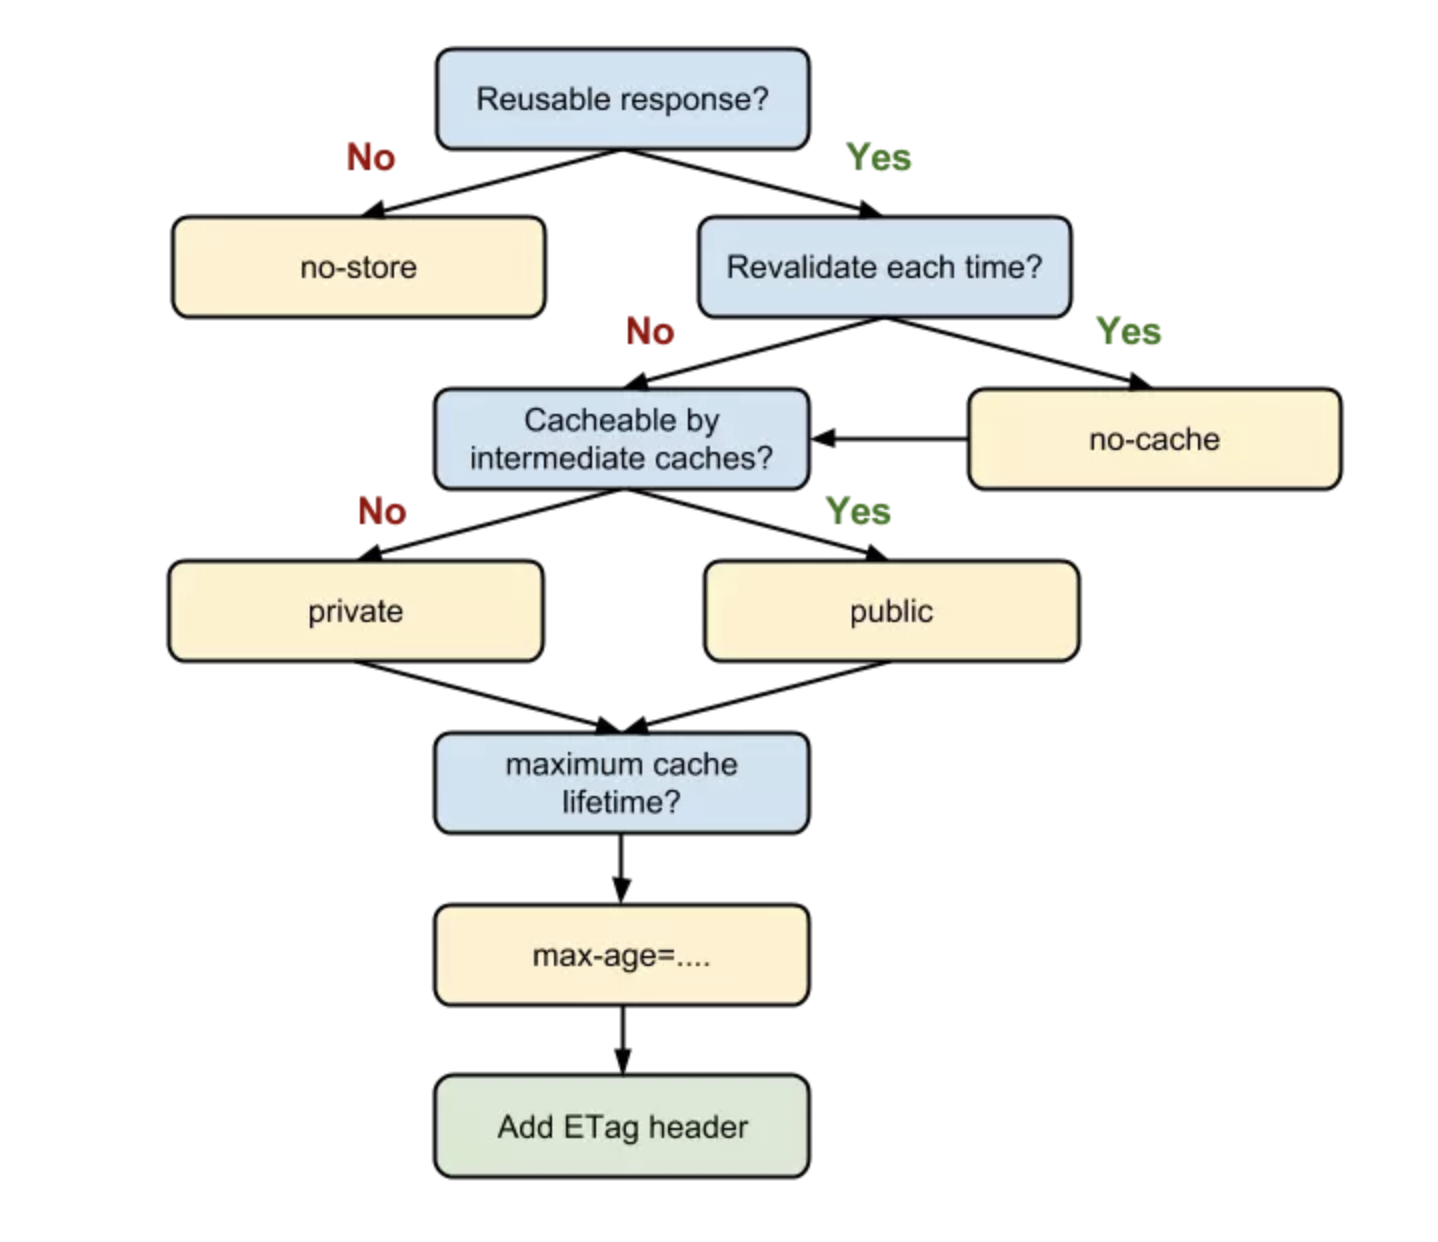 Reusable response?
No
Yes
no-store
Revalidate each time?
No
Yes
Cacheable by
intermediate caches?
no-cache
No
Yes
private
public
maximum cache
lifetime?
max-age=....
Add ETag header